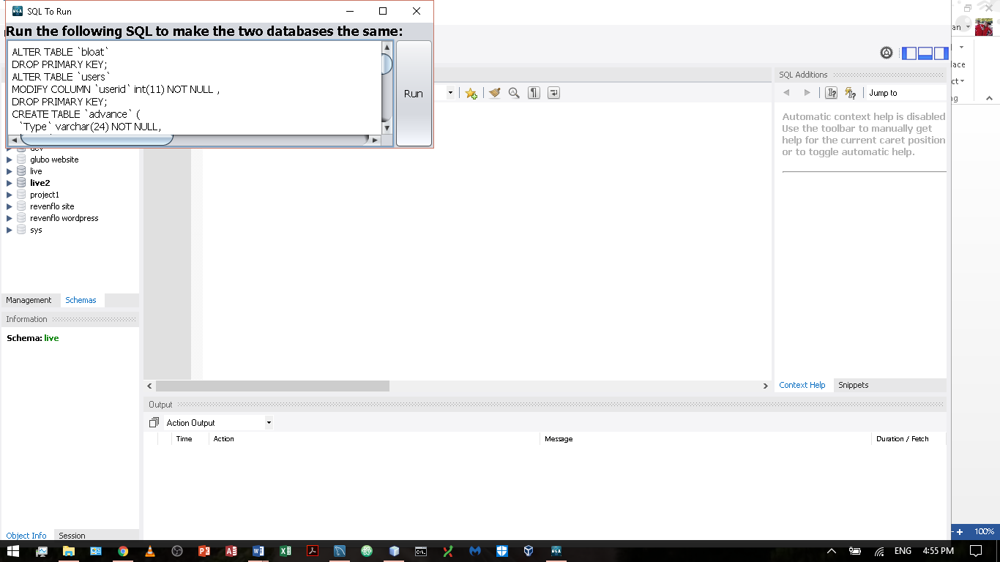 SQL To Run
Run the following SQL to make the two databases the same:
ALTER TABLE `bloat`
DROP PRIMARY KEY;
ALTER TABLE `users`
MODIFY COLUMN `userid` int(11) NOT NULL ,
DROP PRIMARY KEY;
CREATE TABLE `advance` (
`Type` varchar(24) NOT NULL,
Run
an
lace
ct
ng
SQL Additions
Jump to
Automatic context help is disabled
Use the toolbar to manually get
help for the current caret position
or to toggle automatic help.
dev
glubo website
live
live2
project1
revenflo site
revenflo wordpress
sys
Management Schemas
Information
Schema: live
Context Help Snippets
Output
Action Output
Time Action Message Duration / Fetch
Object Info Session
100%
ENG 4:55 PM